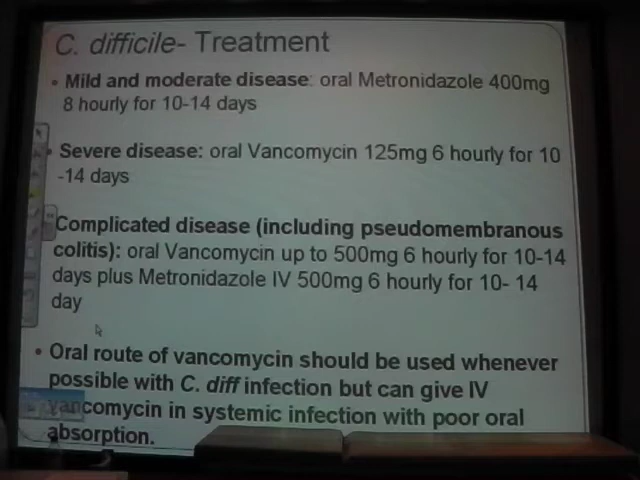 C. difficile- Treatment
• Mild and moderate disease: oral Metronidazole 400mg
8 hourly for 10-14 days
• Severe disease: oral Vancomycin 125mg 6 hourly for 10
-14 days
Complicated disease (including pseudomembranous
colitis): oral Vancomycin up to 500mg 6 hourly for 10-14
days plus Metronidazole IV 500mg 6 hourly for 10- 14
day
• Oral route of vancomycin should be used whenever
possible with C. diff infection but can give IV
vancomycin in systemic infection with poor oral
absorption.